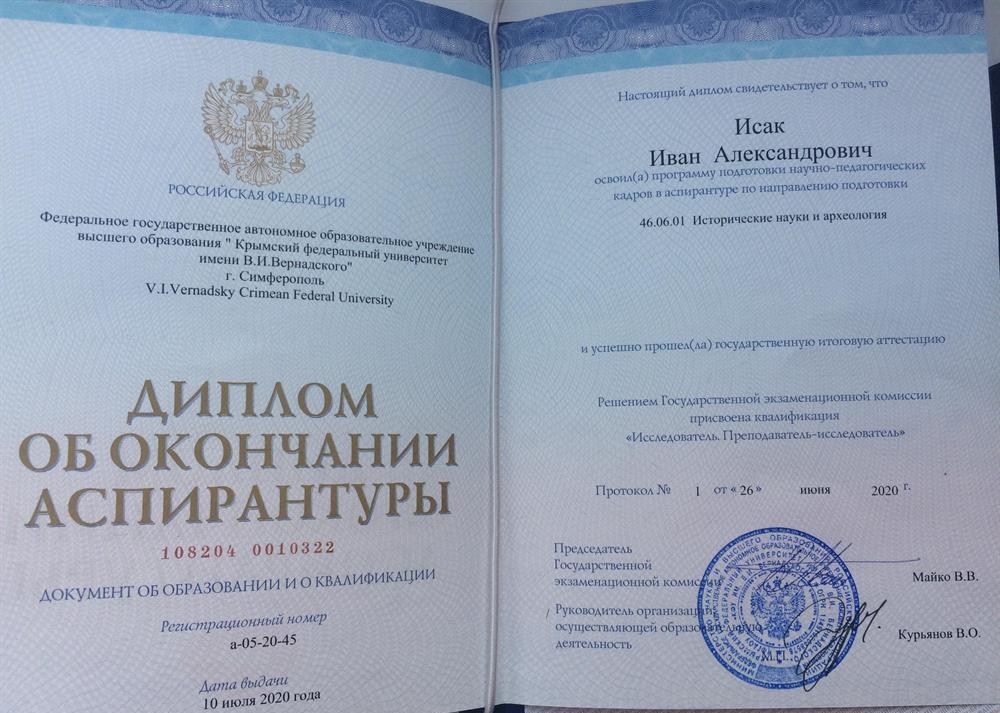 РОССИЙСКАЯ ФЕДЕРАЦИЯ
Федеральное государственное автономное образовательное учреждение
высшего образования " Крымский федеральный университет
имени В.И.Вернадского"
г. Симферополь
V.I.Vernadsky Crimean Federal University
ДИПЛОМ
ОБ ОКОНЧАНИИ
АСПИРАНТУРЫ
108204 0010322
ДОКУМЕНТ ОБ ОБРАЗОВАНИИ И О КВАЛИФИКАЦИИ
Регистрационный номер
а-05-20-45
Дата выдачи
10 июля 2020 года
Настоящий диплом свидетельствует о том, что
Исак
Иван Александрович
освоил(а) программу подготовки научно-педагогических
кадров в аспирантуре по направлению подготовки
46.06.01 Исторические науки и археология
и успешно прошел(ла) государственную итоговую аттестацию
Решением Государственной экзаменационной комиссии
присвоена квалификация
«Исследователь. Преподаватель-исследователь»
Протокол № 1 от « 26 » июня 2020 г.
Председатель
Государственной
экзаменационной комиссии
Майко В.В.
Руководитель организации,
осуществляющей образовательную
деятельность
Курьянов В.О.
М.П.